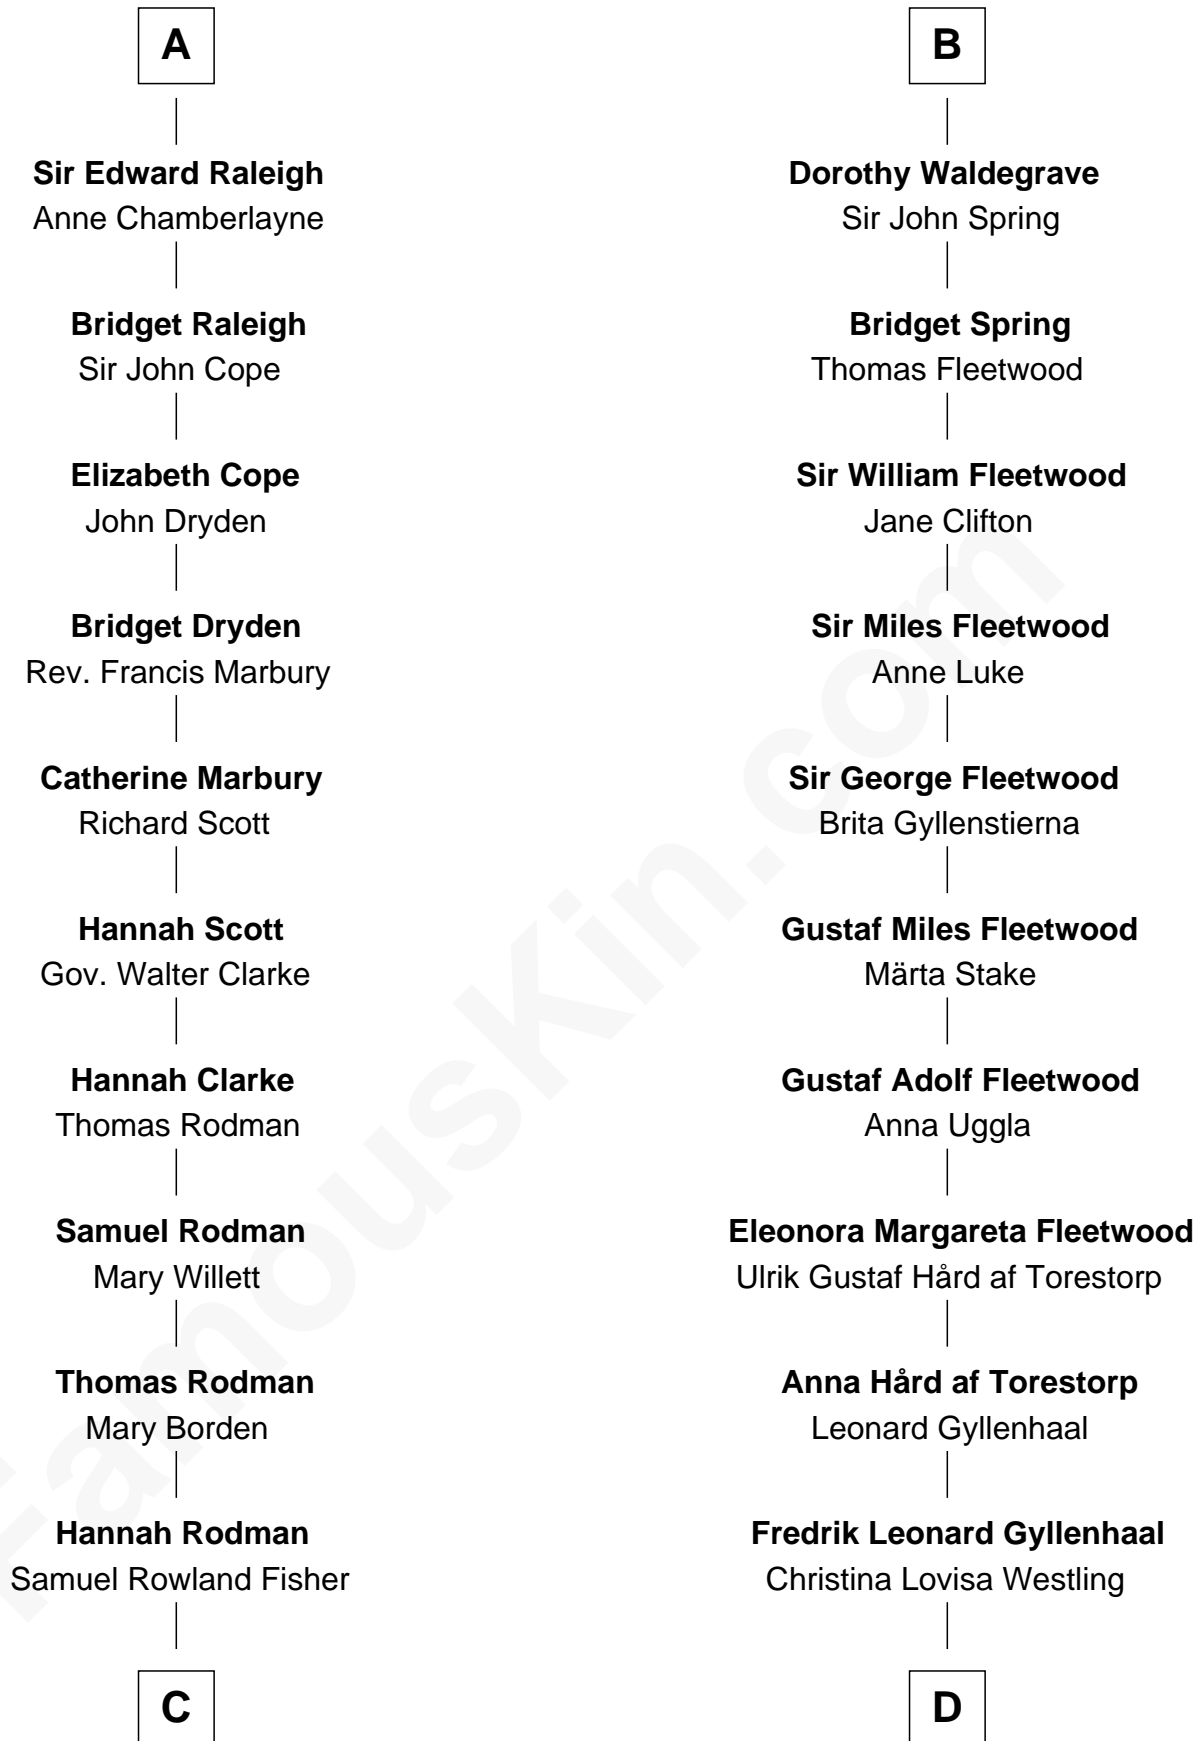 A
Sir Edward Raleigh
Anne Chamberlayne
Bridget Raleigh
Sir John Cope
Elizabeth Cope
John Dryden
Bridget Dryden
Rev. Francis Marbury
Catherine Marbury
Richard Scott
Hannah Scott
Gov. Walter Clarke
Hannah Clarke
Thomas Rodman
Samuel Rodman
Mary Willett
Thomas Rodman
Mary Borden
Hannah Rodman
Samuel Rowland Fisher
C
B
Dorothy Waldegrave
Sir John Spring
Bridget Spring
Thomas Fleetwood
Sir William Fleetwood
Jane Clifton
Sir Miles Fleetwood
Anne Luke
Sir George Fleetwood
Brita Gyllenstierna
Gustaf Miles Fleetwood
Märta Stake
Gustaf Adolf Fleetwood
Anna Uggla
Eleonora Margareta Fleetwood
Ulrik Gustaf Hård af Torestorp
Anna Hård af Torestorp
Leonard Gyllenhaal
Fredrik Leonard Gyllenhaal
Christina Lovisa Westling
D
FamousKin.com